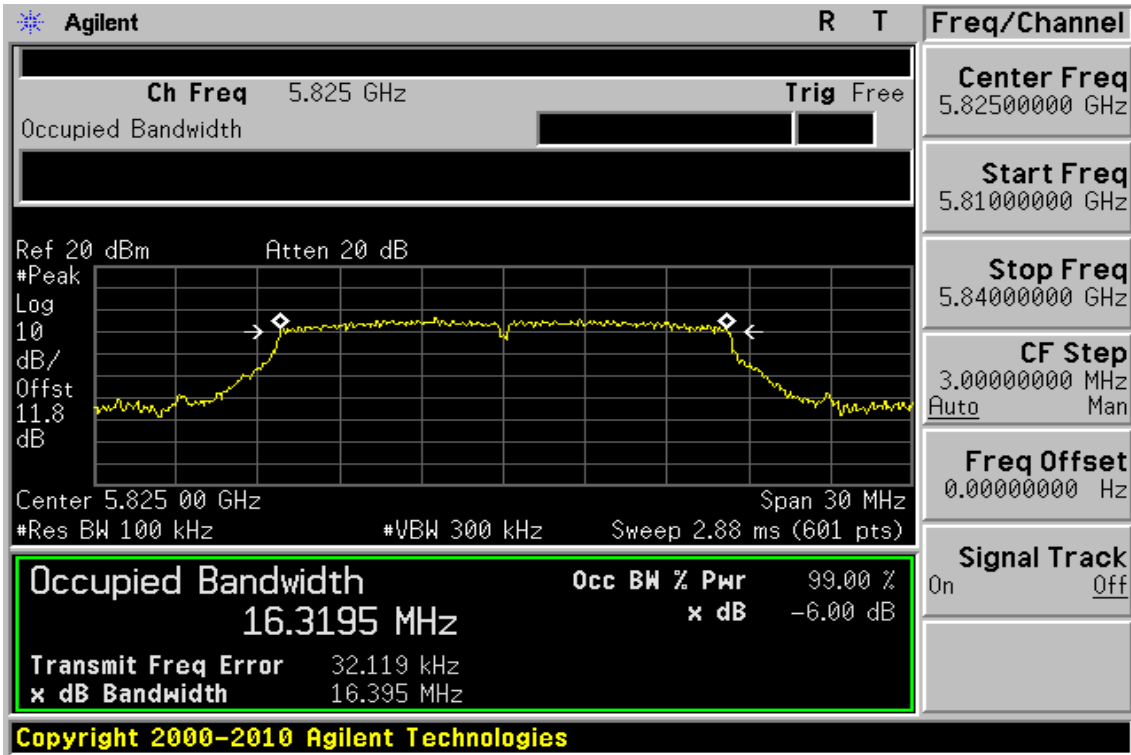 Agilent R T Freq/Channel
Ch Freq 5.825 GHz Trig Free
Occupied Bandwidth
Center Freq
5.82500000 GHz
Start Freq
5.81000000 GHz
Stop Freq
5.84000000 GHz
CF Step
3.00000000 MHz
Auto Man
Freq Offset
0.00000000 Hz
Signal Track
On Off
Ref 20 dBm Atten 20 dB
#Peak
Log
10
dB/
Offst
11.8
dB
Center 5.825 00 GHz Span 30 MHz
#Res BW 100 kHz #VBW 300 kHz Sweep 2.88 ms (601 pts)
Occupied Bandwidth
16.3195 MHz
Occ BW % Pwr 99.00 %
x dB -6.00 dB
Transmit Freq Error 32.119 kHz
x dB Bandwidth 16.395 MHz
Copyright 2000-2010 Agilent Technologies